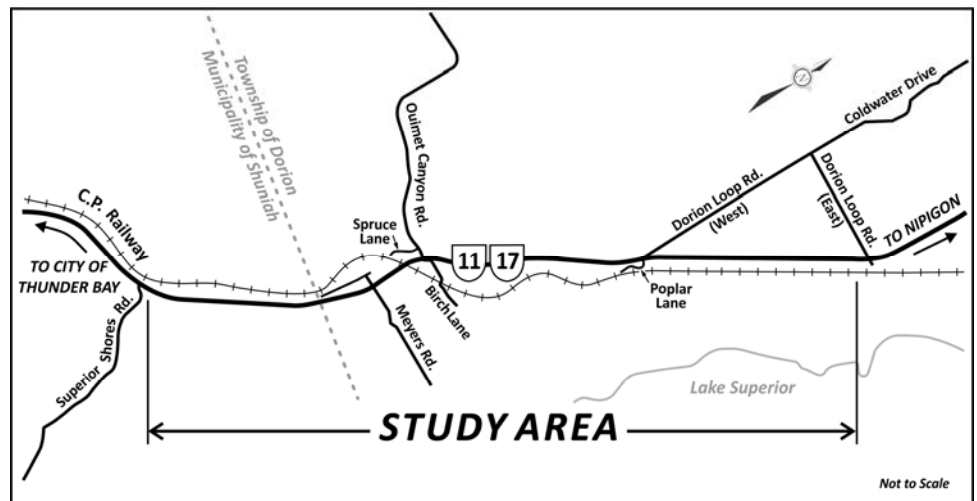 Township of Dorion
Municipality of Shuniah
Ouimet Canyon Rd.
N
Coldwater Drive
C.P. Railway
Dorion Loop Rd.
(West)
Dorion Loop Rd.
(East)
Spruce
Lane
TO NIPIGON
11
17
TO CITY OF
THUNDER BAY
Poplar
Lane
Birch Lane
Meyers Rd.
Superior Shores Rd.
Lake Superior
STUDY AREA
Not to Scale